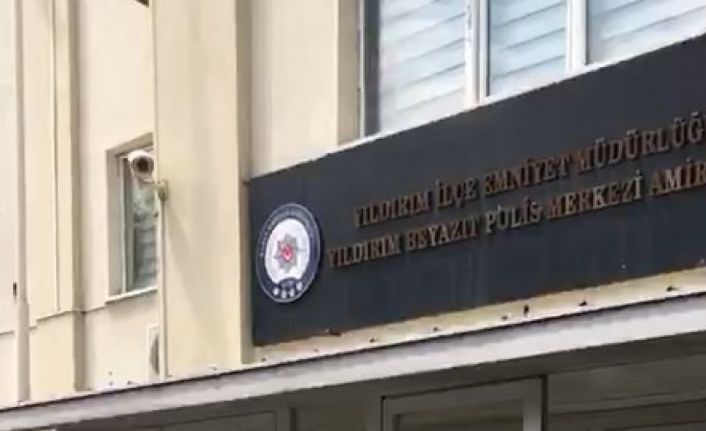 YILDIRIM İLÇE EMNİYET MÜDÜRLÜĞ
YILDIRIM BEYAZIT POLİS MERKEZİ AMİR